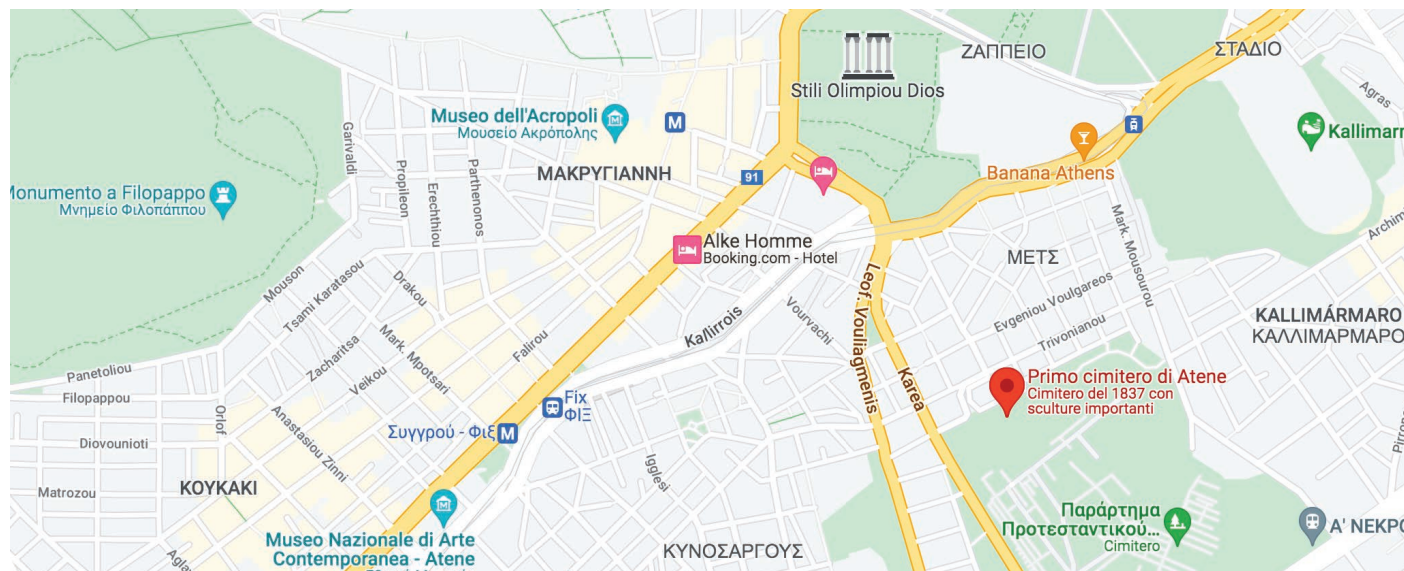 ΖΑΠΠΕΙΟ
ΣΤΑΔΙΟ
Stili Olimpiou Dios
Agras
Museo dell'Acropoli
Μουσείο Ακρόπολης
M
Kallimarr
Garivaldi
Propileon
Erechthiou
Parthenonos
ΜΑΚΡΥΓΙΑΝΝΗ
91
Banana Athens
Monumento a Filopappo
Μνημείο Φιλοπάππου
Mark. Mousourou
Archim
Alke Homme
Booking.com - Hotel
ΜΕΤΣ
Mouson
Tsami Karatasou
Drakou
Leof. Vouliagmenis
Vourvachi
Evgeniou Voulgareos
KALLIMÁRMARO
ΚΑΛΛΙΜΑΡΜΑΡΟ
Kalirrois
Trivonianou
Zacharitsa
Mark. Mpotsari
Falirou
Veikou
Panetoliou
Filopappou
Karea
Primo cimitero di Atene
Cimitero del 1837 con
sculture importanti
Fix
ΦΙΞ
Orlof
Anastasiou Zinni
Συγγρού - Φιξ
M
Diovounioti
Pirron
Igglesi
Matrozou
ΚΟΥΚΑΚΙ
Παράρτημα
Προτεσταντικού...
Cimitero
Α' ΝΕΚΡΟ
Museo Nazionale di Arte
Contemporanea - Atene
ΚΥΝΟΣΑΡΓΟΥΣ
Aglav